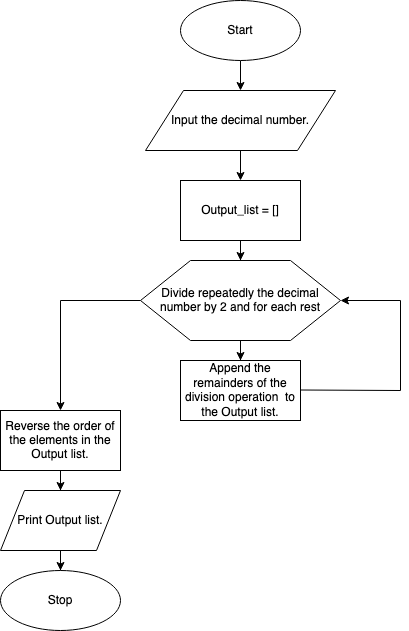 Start
Input the decimal number.
Output_list = []
Divide repeatedly the decimal
number by 2 and for each rest
Append the
remainders of the
division operation  to
the Output list.
Reverse the order of
the elements in the
Output list.
Print Output list.
Stop